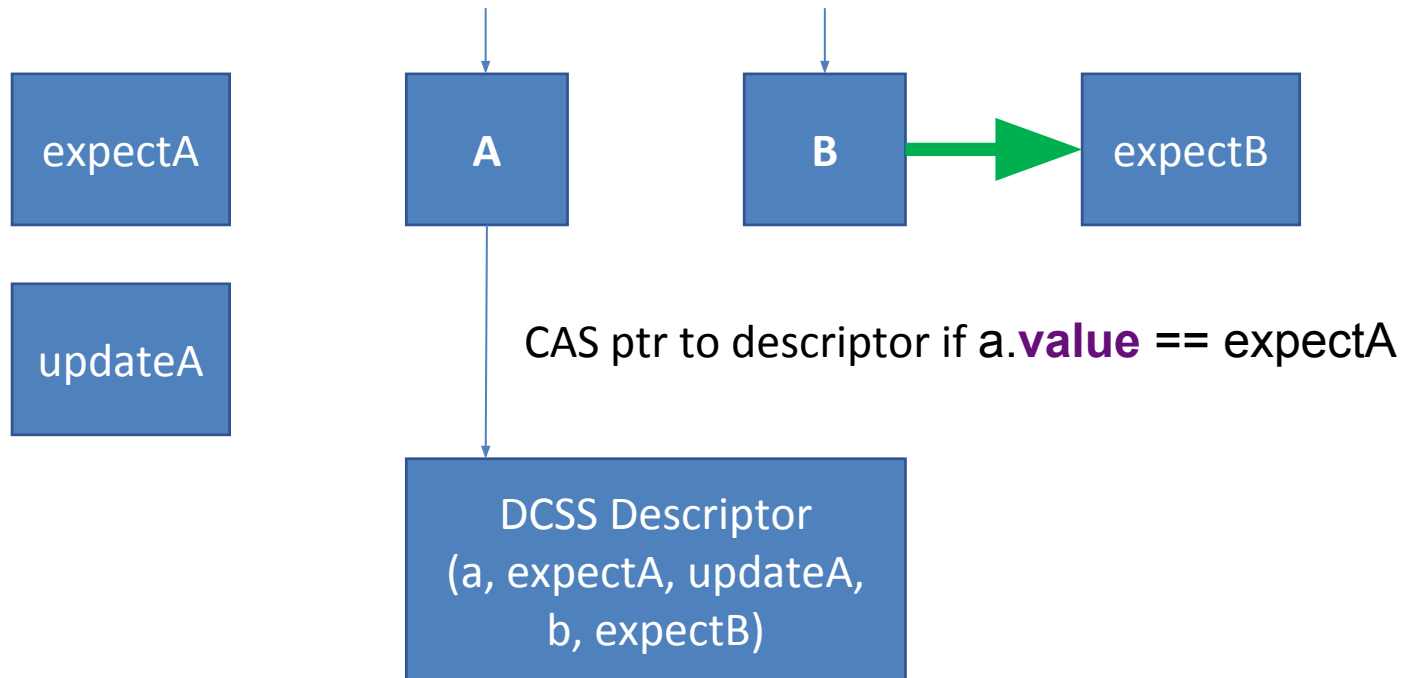 expectA
A
B
expectB
updateA
CAS ptr to descriptor if a.value == expectA
DCSS Descriptor
(a, expectA, updateA,
b, expectB)